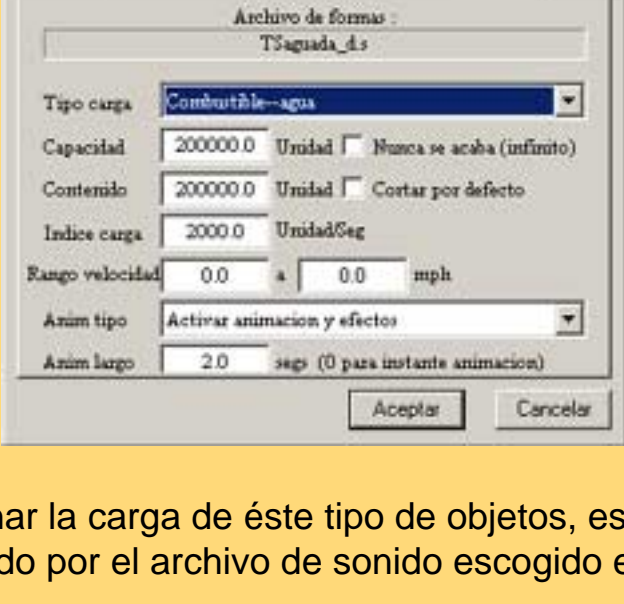 Archivo de formas :
TSaguada_d.s
Tipo carga Combustible--agua
Capacidad 200000.0 Unidad Nunca se acaba (infinito)
Contenido 200000.0 Unidad Cortar por defecto
Indice carga 2000.0 Unidad/Seg
Rango velocidad 0.0 a 0.0 mph
Anim tipo Activar animacion y efectos
Anim largo 2.0 segs (0 para instante animacion)
Aceptar Cancelar
ar la carga de éste tipo de objetos, es
do por el archivo de sonido escogido e